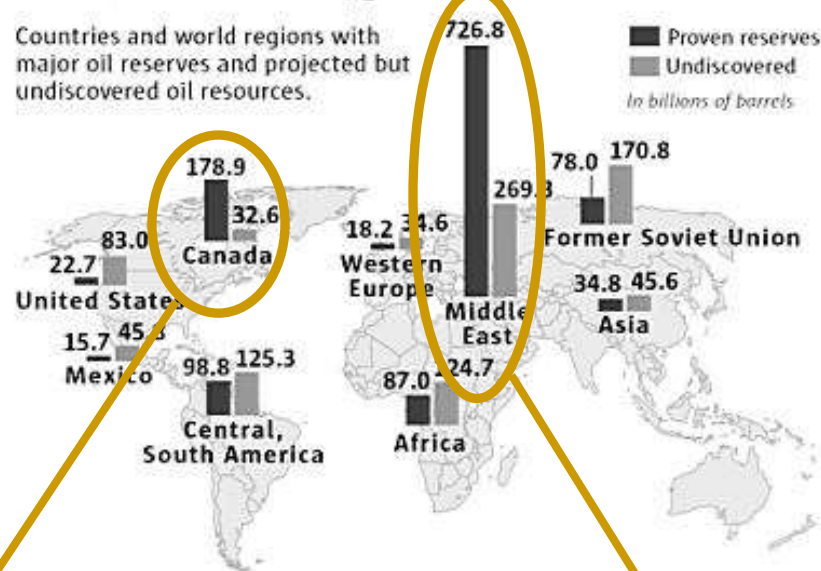 Countries and world regions with
major oil reserves and projected but
undiscovered oil resources.
Proven reserves
Undiscovered
In billions of barrels
726.8
269.3
Middle
East
178.9
32.6
Canada
78.0
170.8
Former Soviet Union
18.2
34.6
Western
Europe
22.7
83.0
United States
34.8
45.6
Asia
15.7
Mexico
98.8
125.3
Central,
South America
87.0
Africa